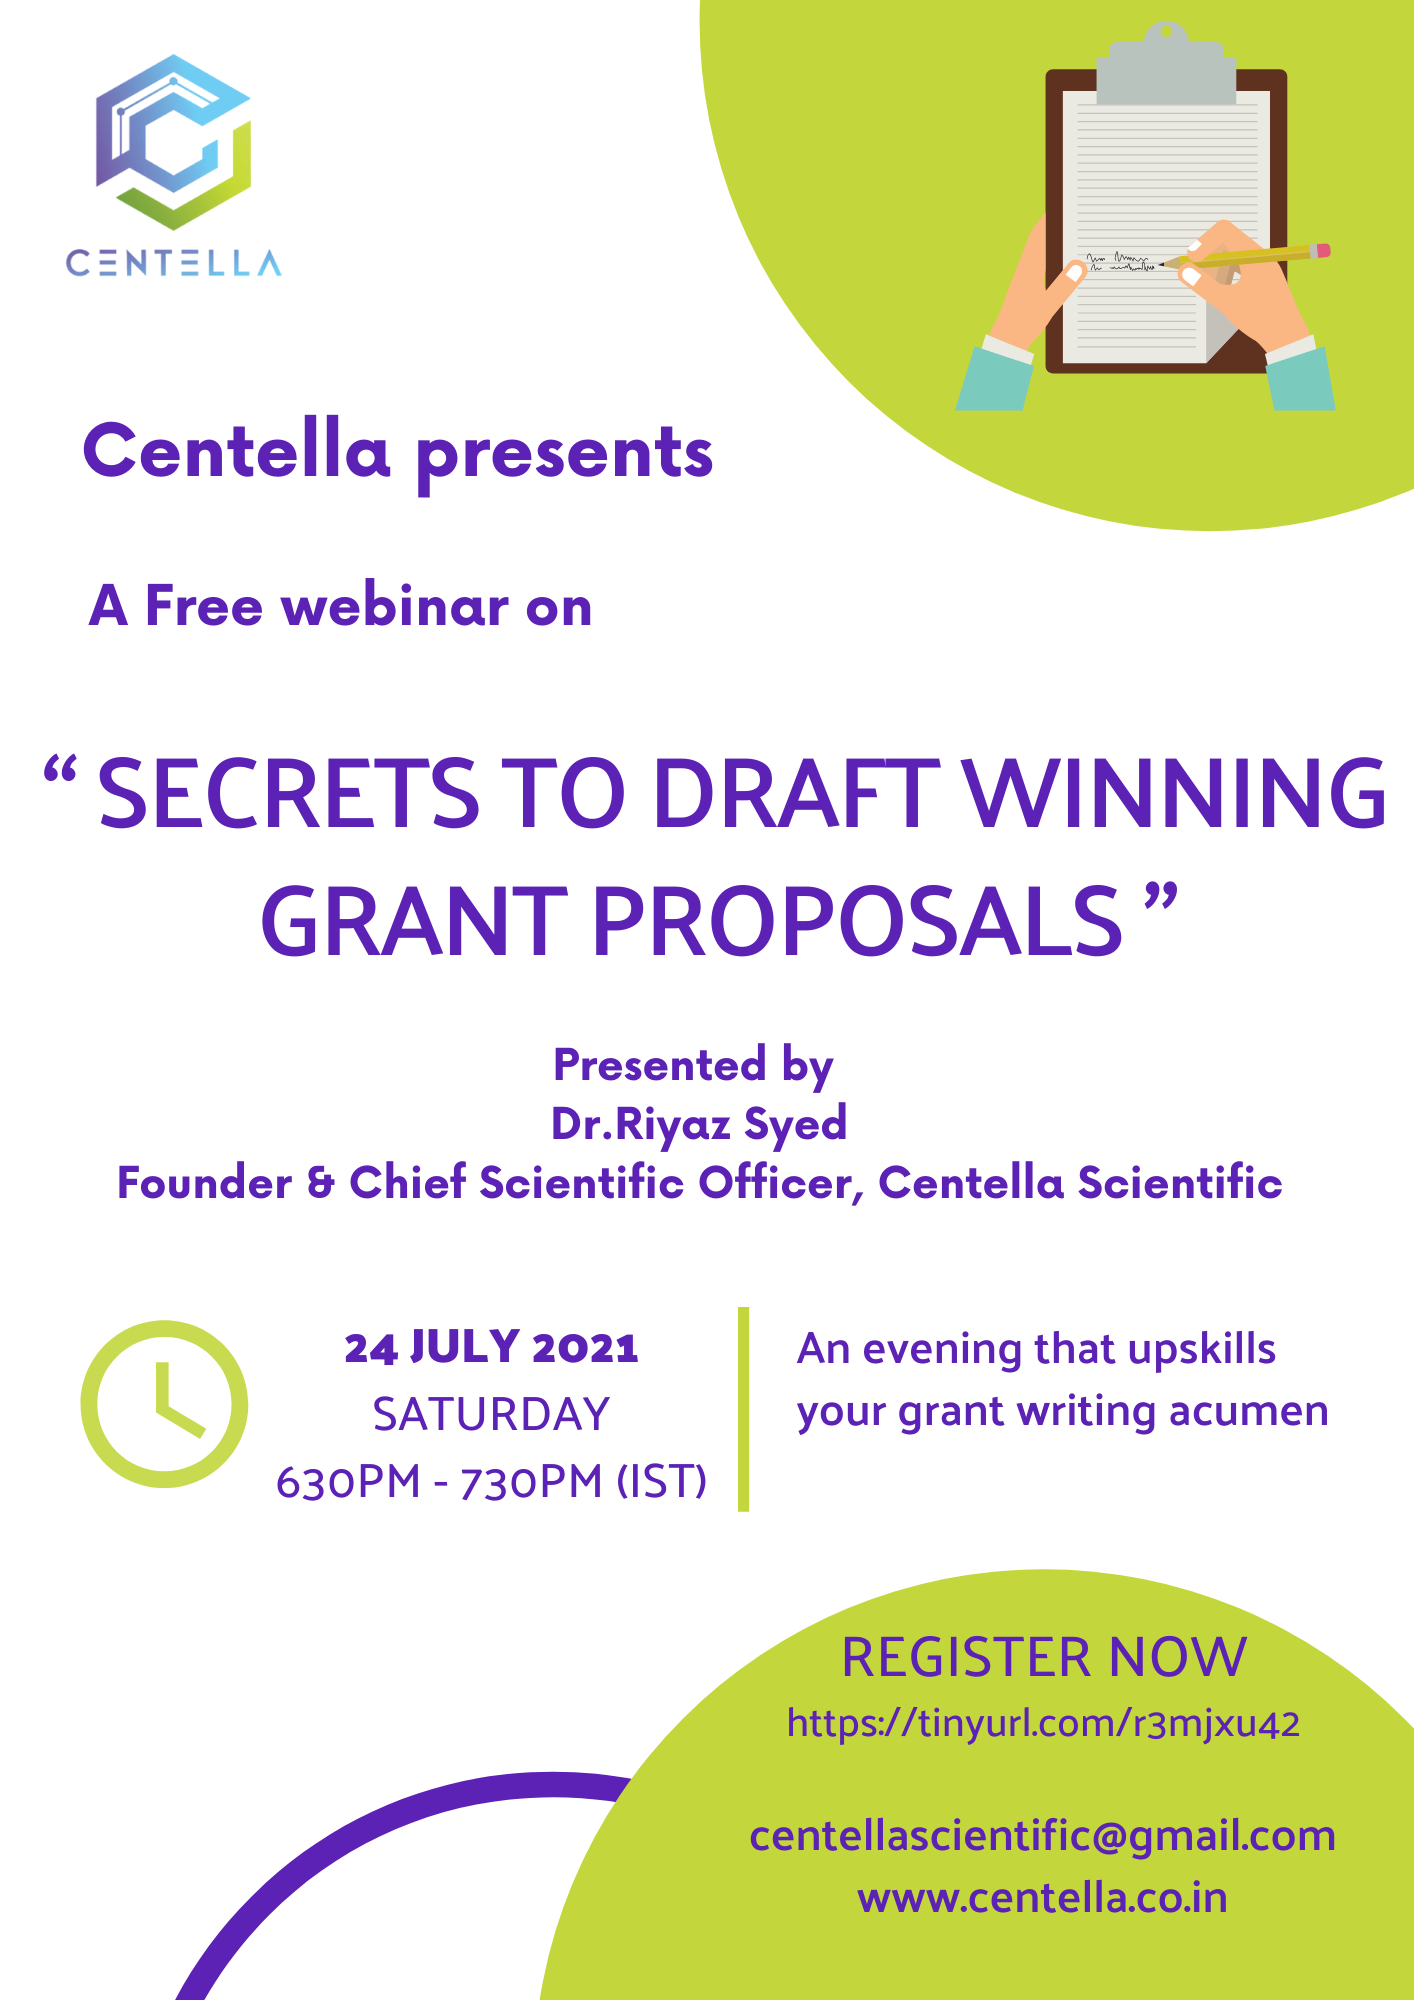 CENTELLA
Centella presents
A Free webinar on
“ SECRETS TO DRAFT WINNING
GRANT PROPOSALS ”
Presented by
Dr.Riyaz Syed
Founder & Chief Scientific Officer, Centella Scientific
24 JULY 2021
SATURDAY
630PM - 730PM (IST)
An evening that upskills
your grant writing acumen
REGISTER NOW
https://tinyurl.com/r3mjxu42
centellascientific@gmail.com
www.centella.co.in